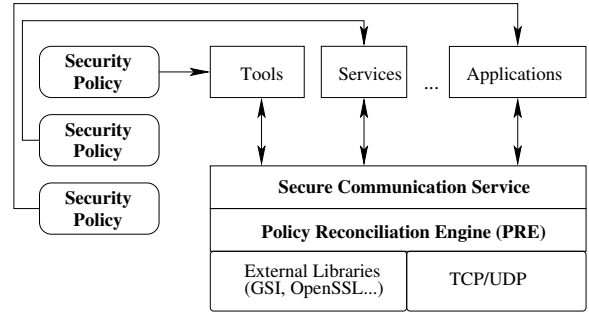 Security
Policy
Tools
Services
...
Applications
Security
Policy
Security
Policy
Secure Communication Service
Policy Reconciliation Engine (PRE)
External Libraries
(GSI, OpenSSL...)
TCP/UDP